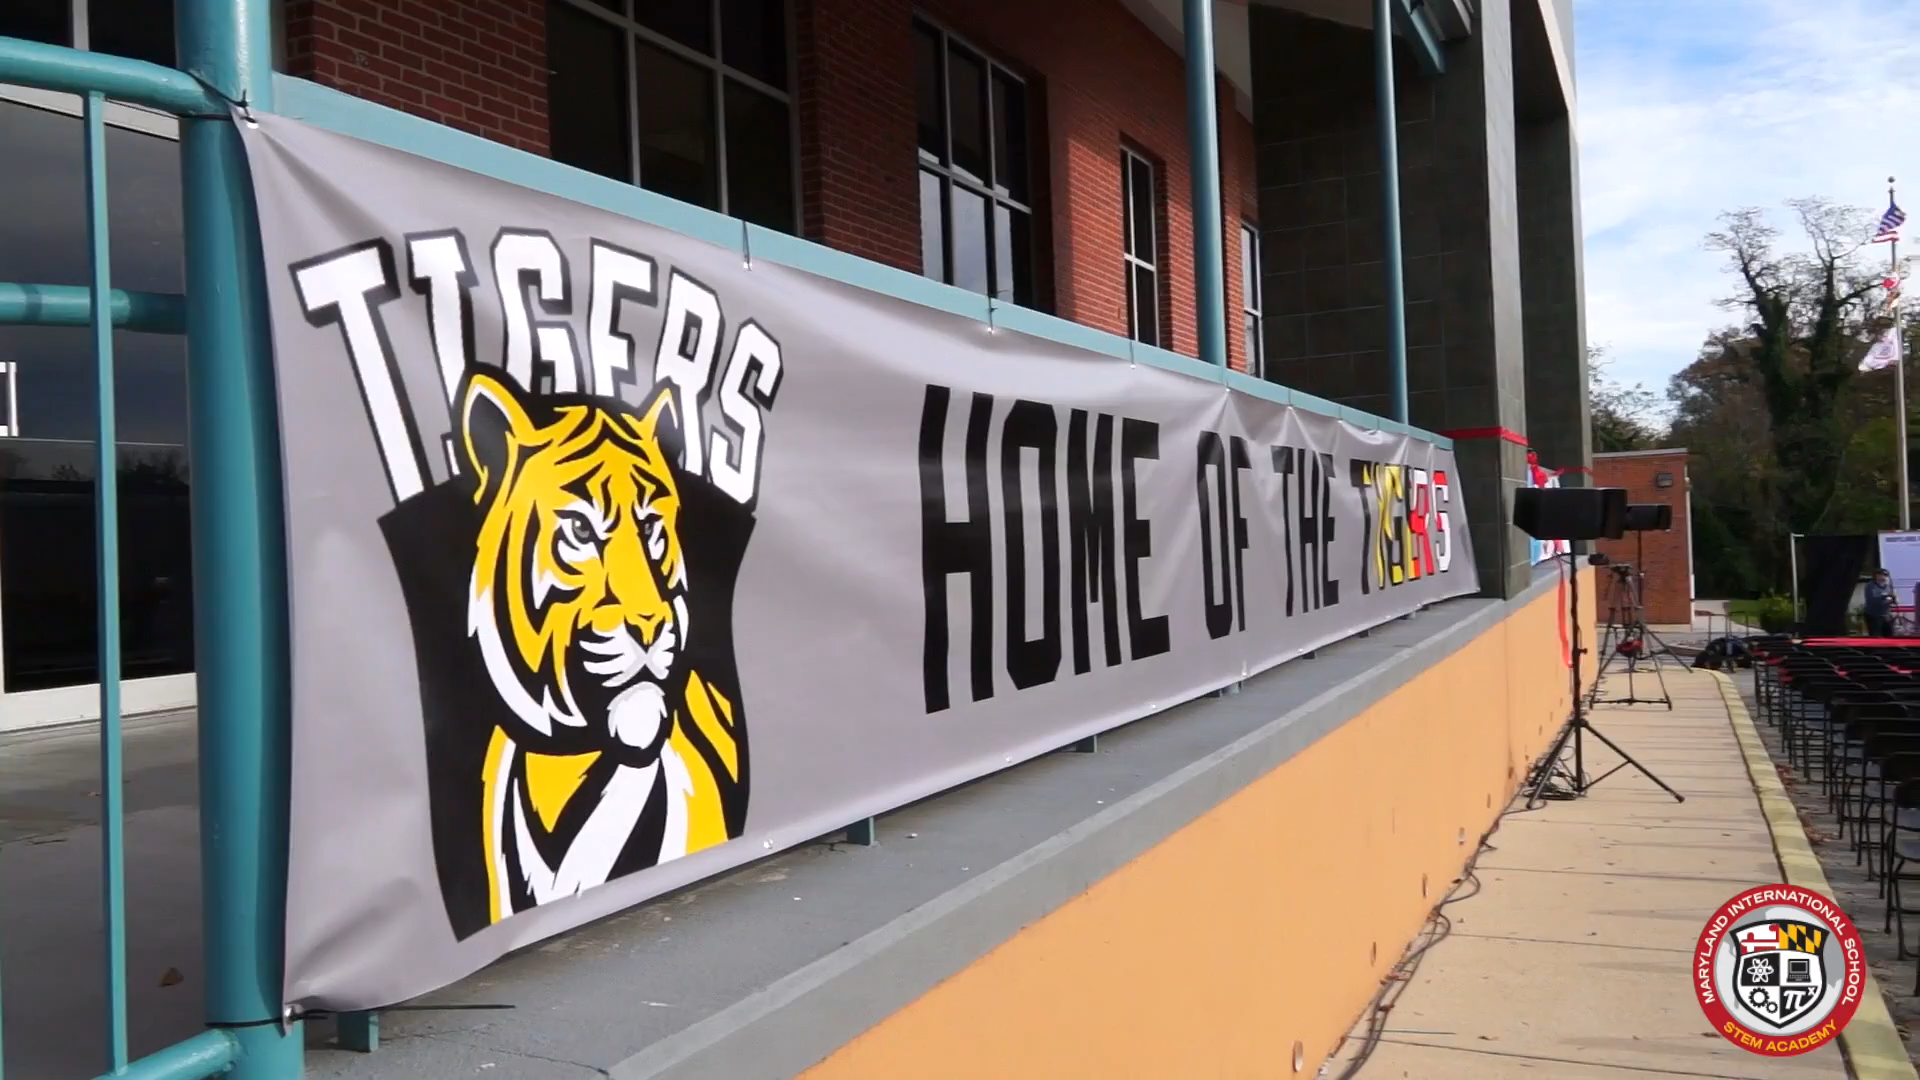 TIGERS
HOME OF THE TIGERS
MARYLAND INTERNATIONAL SCHOOL
STEM ACADEMY